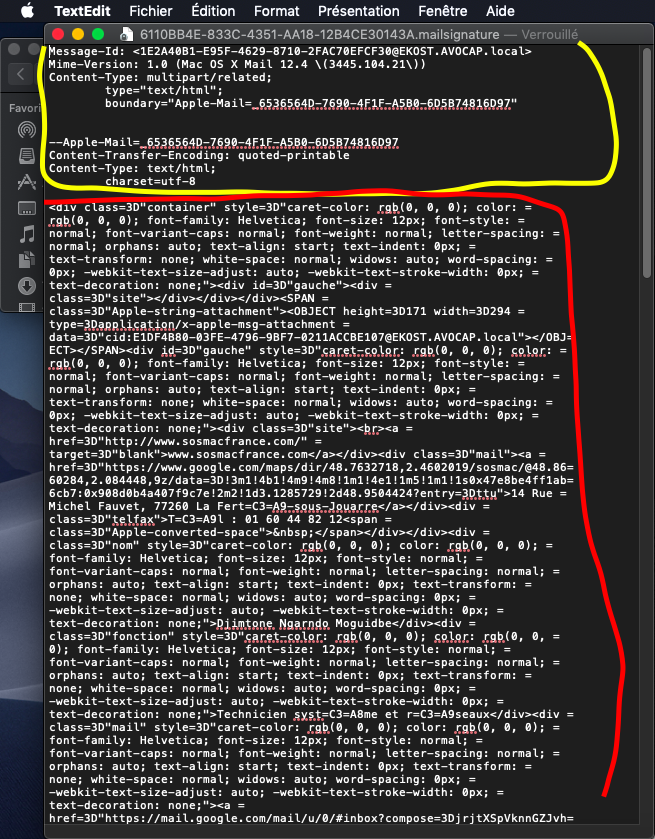 TextEdit Fichier Édition Format Présentation Fenêtre Aide
6110BB4E-833C-4351-AA18-12B4CE30143A.mailsignature — Verrouillé
Favori
Message-Id: <1E2A40B1-E95F-4629-8710-2FAC70EFCF30@EKOST.AVOCAP.local>
Mime-Version: 1.0 (Mac OS X Mail 12.4 \(3445.104.21\))
Content-Type: multipart/related;
type="text/html";
boundary="Apple-Mail=_6536564D-7690-4F1F-A5B0-6D5B74816D97"
--Apple-Mail=_6536564D-7690-4F1F-A5B0-6D5B74816D97
Content-Transfer-Encoding: quoted-printable
Content-Type: text/html;
charset=utf-8
<div class=3D"container" style=3D"caret-color: rgb(0, 0, 0); color: =
rgb(0, 0, 0); font-family: Helvetica; font-size: 12px; font-style: =
normal; font-variant-caps: normal; font-weight: normal; letter-spacing: =
normal; orphans: auto; text-align: start; text-indent: 0px; =
text-transform: none; white-space: normal; widows: auto; word-spacing: =
0px; -webkit-text-size-adjust: auto; -webkit-text-stroke-width: 0px; =
text-decoration: none;"><div id=3D"gauche"><div =
class=3D"site"></div></div></div><SPAN =
class=3D"Apple-string-attachment"><OBJECT height=3D171 width=3D294 =
type=3Dapplication/x-apple-msg-attachment =
data=3D"cid:E1DF4B80-03FE-4796-9BF7-0211ACCBE107@EKOST.AVOCAP.local"></OBJ=
ECT></SPAN><div id=3D"gauche" style=3D"caret-color: rgb(0, 0, 0); color: =
rgb(0, 0, 0); font-family: Helvetica; font-size: 12px; font-style: =
normal; font-variant-caps: normal; font-weight: normal; letter-spacing: =
normal; orphans: auto; text-align: start; text-indent: 0px; =
text-transform: none; white-space: normal; widows: auto; word-spacing: =
0px; -webkit-text-size-adjust: auto; -webkit-text-stroke-width: 0px; =
text-decoration: none;"><div class=3D"site"><br><a =
href=3D"http://www.sosmacfrance.com/" =
target=3D"blank">www.sosmacfrance.com</a></div><div class=3D"mail"><a =
href=3D"https://www.google.com/maps/dir/48.7632718,2.4602019/sosmac/@48.86=
60284,2.084448,9z/data=3D!3m1!4b1!4m9!4m8!1m1!4e1!1m5!1m1!1s0x47e8be4ff1ab=
6cb7:0x908d0b4a407f9c7e!2m2!1d3.1285729!2d48.9504424?entry=3Dttu">14 Rue =
Michel Fauvet, 77260 La Fert=C3=A9-sous-Jouarre</a></div><div =
class=3D"telfax">T=C3=A9l : 01 60 44 82 12<span =
class=3D"Apple-converted-space">&nbsp;</span></div></div><div =
class=3D"nom" style=3D"caret-color: rgb(0, 0, 0); color: rgb(0, 0, 0); =
font-family: Helvetica; font-size: 12px; font-style: normal; =
font-variant-caps: normal; font-weight: normal; letter-spacing: normal; =
orphans: auto; text-align: start; text-indent: 0px; text-transform: =
none; white-space: normal; widows: auto; word-spacing: 0px; =
-webkit-text-size-adjust: auto; -webkit-text-stroke-width: 0px; =
text-decoration: none;">Djimtone Ngarndo Moguidbe</div><div =
class=3D"fonction" style=3D"caret-color: rgb(0, 0, 0); color: rgb(0, 0, =
0); font-family: Helvetica; font-size: 12px; font-style: normal; =
font-variant-caps: normal; font-weight: normal; letter-spacing: normal; =
orphans: auto; text-align: start; text-indent: 0px; text-transform: =
none; white-space: normal; widows: auto; word-spacing: 0px; =
-webkit-text-size-adjust: auto; -webkit-text-stroke-width: 0px; =
text-decoration: none;">Technicien syst=C3=A8me et r=C3=A9seaux</div><div =
class=3D"mail" style=3D"caret-color: rgb(0, 0, 0); color: rgb(0, 0, 0); =
font-family: Helvetica; font-size: 12px; font-style: normal; =
font-variant-caps: normal; font-weight: normal; letter-spacing: normal; =
orphans: auto; text-align: start; text-indent: 0px; text-transform: =
none; white-space: normal; widows: auto; word-spacing: 0px; =
-webkit-text-size-adjust: auto; -webkit-text-stroke-width: 0px; =
text-decoration: none;"><a =
href=3D"https://mail.google.com/mail/u/0/#inbox?compose=3DjrjtXSpVknnGZJvh=